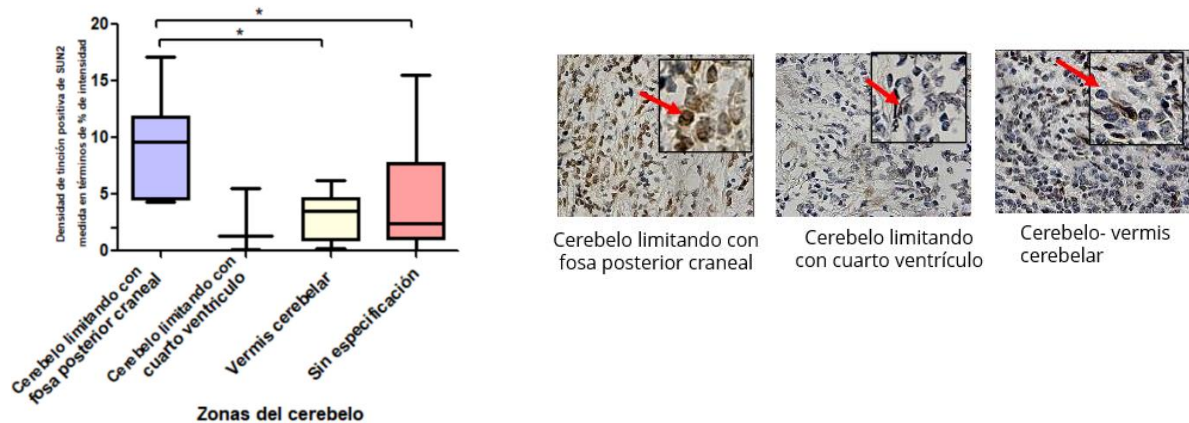 Densidad de tinción positiva de SUN2
medida en términos de % de intensidad
20
15
10
5
0
*
*
Cerebelo limitando con
fosa posterior craneal
Cerebelo limitando con
cuarto ventrículo
Vermis cerebelar
Sin especificación
Zonas del cerebelo
Cerebelo limitando con
fosa posterior craneal
Cerebelo limitando
con cuarto ventrículo
Cerebelo- vermis
cerebelar